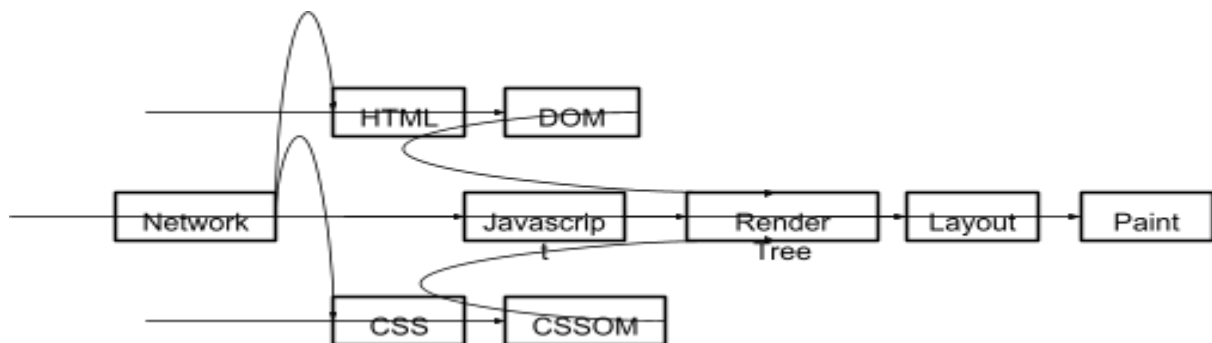 HTML
DOM
Network
Javascrip
t
Render
Tree
Layout
Paint
CSS
CSSOM